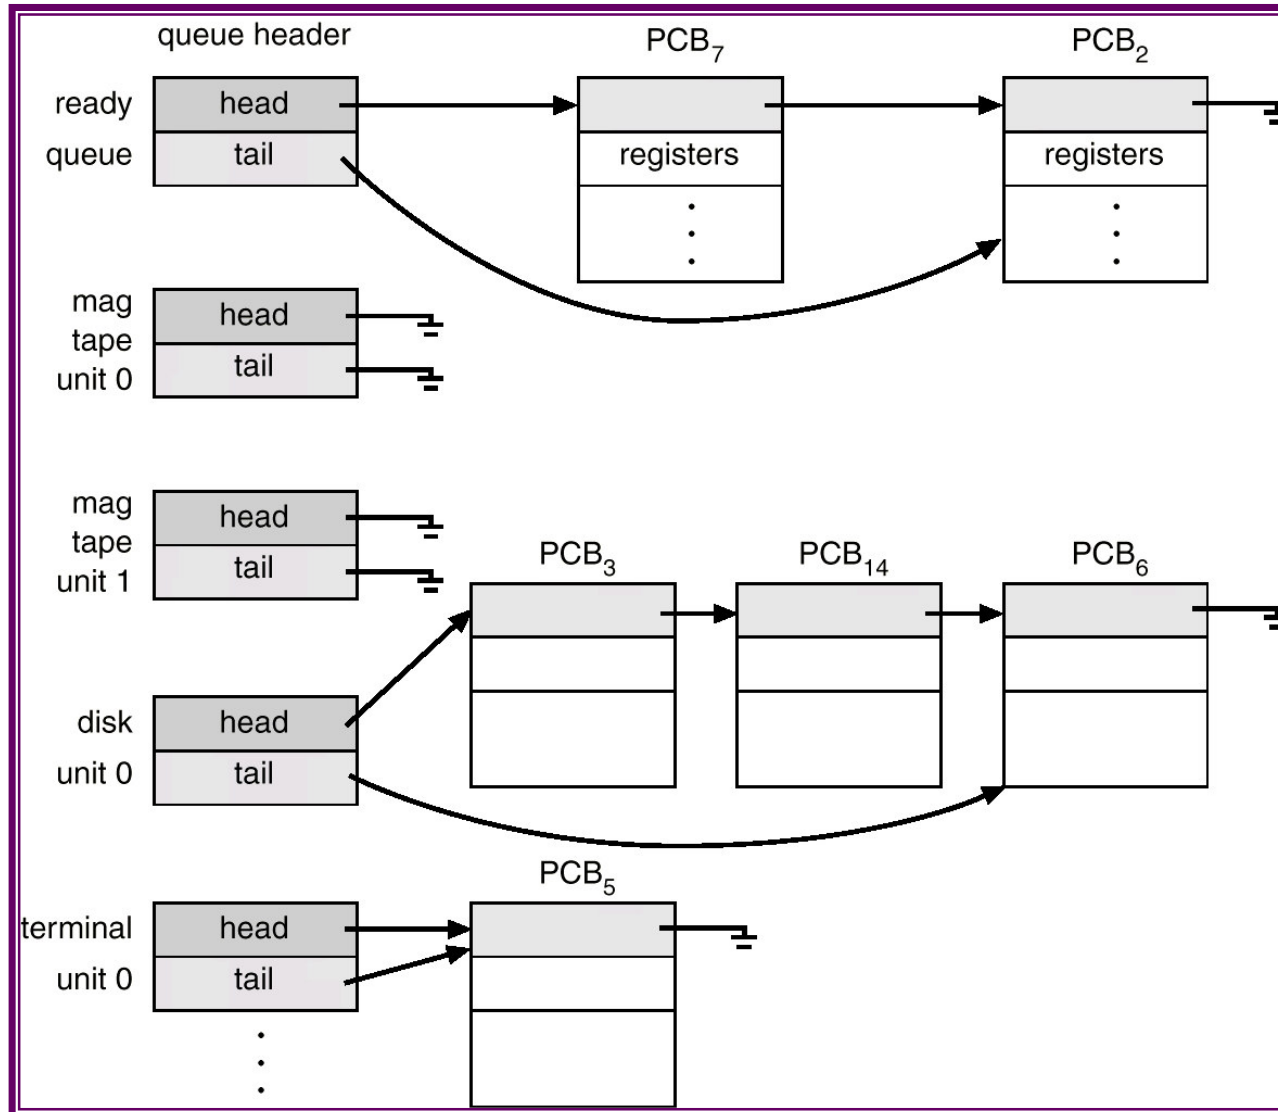 queue header
PCB7
PCB2
ready
head
queue
tail
registers
registers
mag
tape
unit 0
head
tail
mag
tape
unit 1
head
tail
PCB3
PCB14
PCB6
disk
unit 0
head
tail
PCB5
terminal
unit 0
head
tail